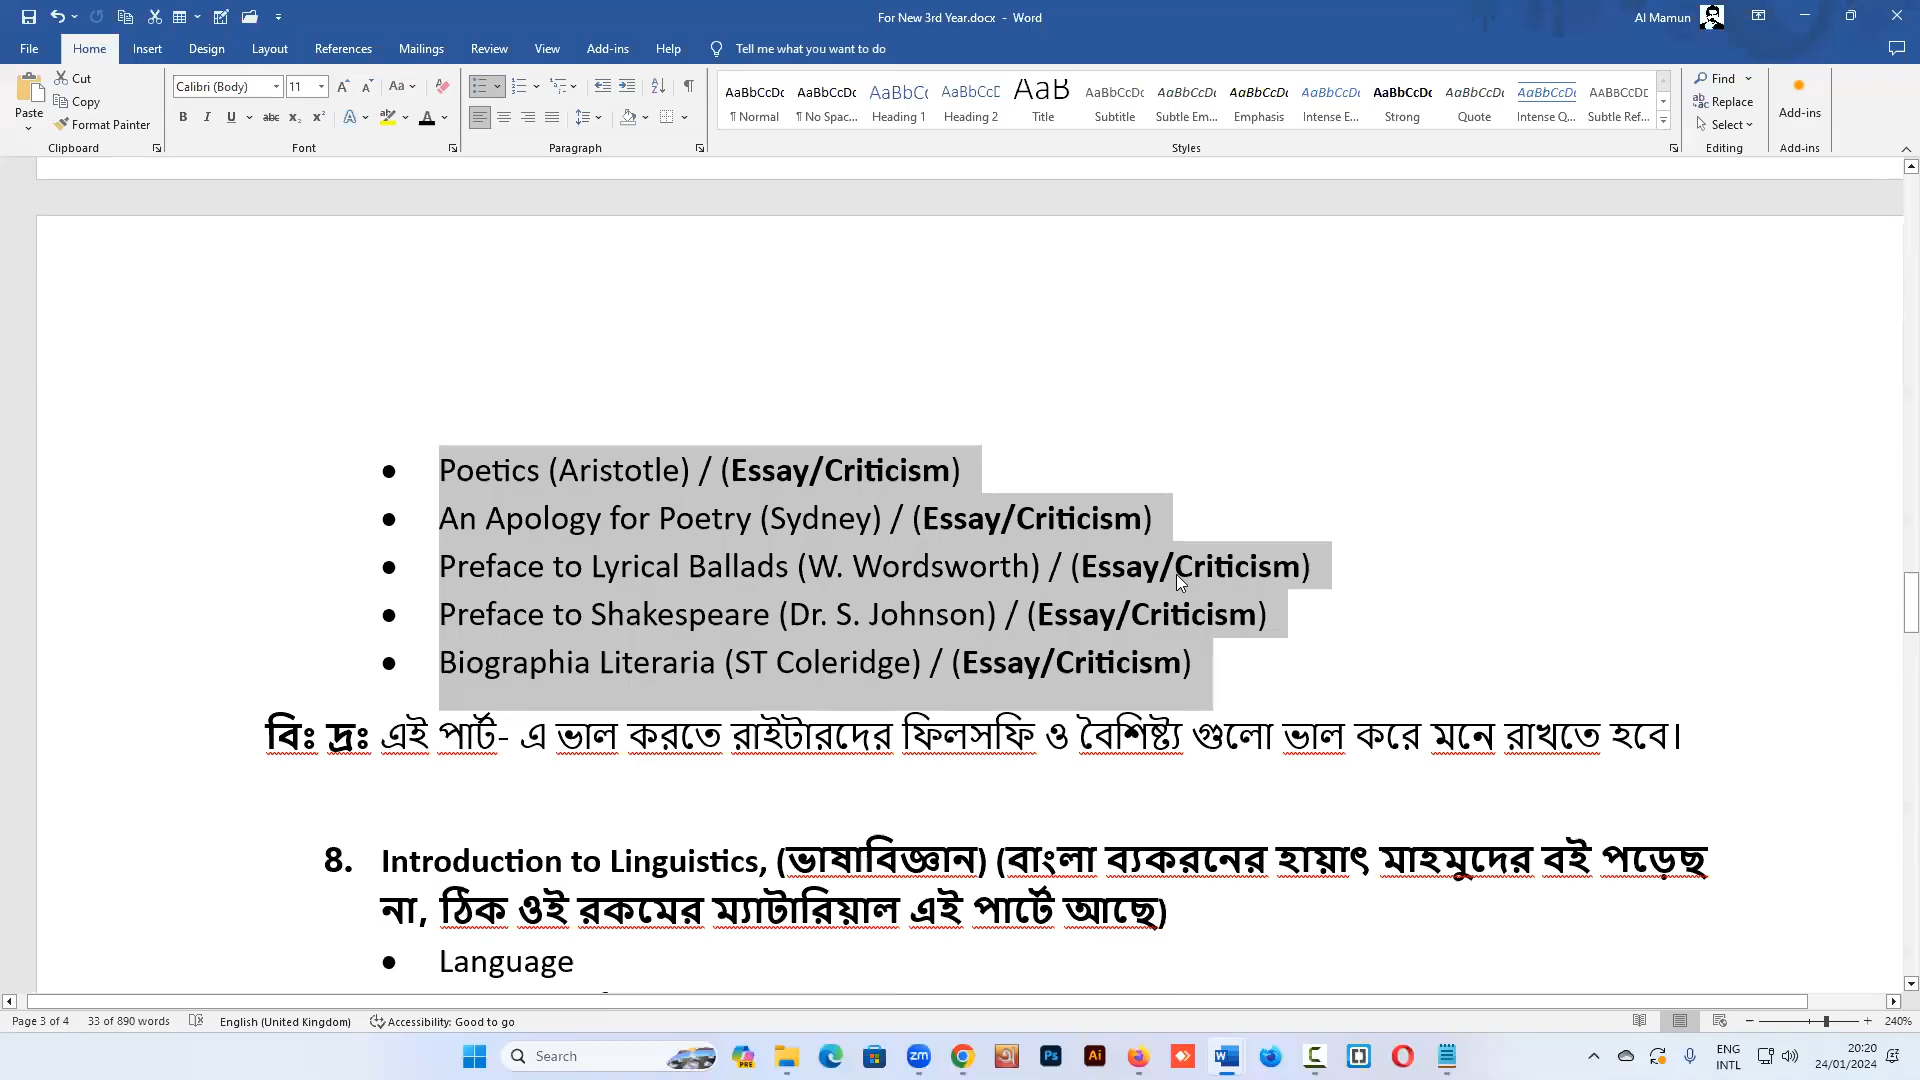 For New 3rd Year.docx - Word
Al Mamun
File Home Insert Design Layout References Mailings Review View Add-ins Help Tell me what you want to do
Paste
Cut
Copy
Format Painter
Clipboard
Calibri (Body) 11
Font
Paragraph
AaBbCcDc AaBbCcDc AaBbC AaBbCcD AaB AaBbCcDc AaBbCcDc AaBbCcDc AaBbCcDc AaBbCcDc AaBbCcDc AaBbCcDc AABBCCDC
¶ Normal ¶ No Spac... Heading 1 Heading 2 Title Subtitle Subtle Em... Emphasis Intense E... Strong Quote Intense Q... Subtle Ref...
Styles
Find
Replace
Select
Editing
Add-ins
Add-ins
● Poetics (Aristotle) / (Essay/Criticism)
● An Apology for Poetry (Sydney) / (Essay/Criticism)
● Preface to Lyrical Ballads (W. Wordsworth) / (Essay/Criticism)
● Preface to Shakespeare (Dr. S. Johnson) / (Essay/Criticism)
● Biographia Literaria (ST Coleridge) / (Essay/Criticism)
বিঃ দ্রঃ এই পার্ট- এ ভাল করতে রাইটারদের ফিলসফি ও বৈশিষ্ট্য গুলো ভাল করে মনে রাখতে হবে।
8. Introduction to Linguistics, (ভাষাবিজ্ঞান) (বাংলা ব্যকরনের হায়াৎ মাহমুদের বই পড়েছ
না, ঠিক ওই রকমের ম্যাটারিয়াল এই পার্টে আছে)
● Language
Page 3 of 4 33 of 890 words English (United Kingdom) Accessibility: Good to go 240%
Search
ENG
INTL
20:20
24/01/2024